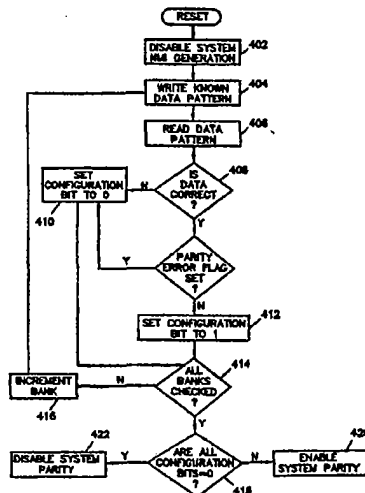 RESET
DISABLE SYSTEM
NMI GENERATION
402
WRITE KNOWN
DATA PATTERN
404
READ DATA
PATTERN
406
SET
CONFIGURATION
BIT TO 0
410
N
IS
DATA
CORRECT
?
408
Y
PARITY
ERROR FLAG
SET
?
Y
N
SET CONFIGURATION
BIT TO 1
412
ALL
BANKS
CHECKED
?
414
INCREMENT
BANK
416
N
Y
422
DISABLE SYSTEM
PARITY
Y
ARE ALL
CONFIGURATION
BITS=0
?
418
N
ENABLE
SYSTEM PARITY